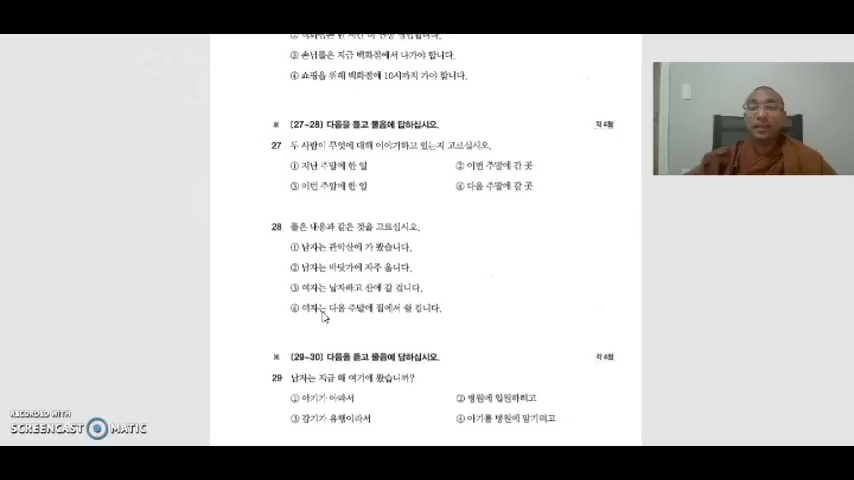 ③ 손님들은 지금 백화점에서 나가야 합니다.
④ 쇼핑을 위해 백화점에 10시까지 가야 합니다.
※ [27~28] 다음을 듣고 물음에 답하십시오. 각 4점
27 두 사람이 무엇에 대해 이야기하고 있는지 고르십시오.
① 지난 주말에 한 일 ② 이번 주말에 간 곳
③ 이번 주말에 한 일 ④ 다음 주말에 갈 곳
28 들은 내용과 같은 것을 고르십시오.
① 남자는 관악산에 가 봤습니다.
② 남자는 바닷가에 자주 옵니다.
③ 여자는 남자하고 산에 갈 겁니다.
④ 여자는 다음 주말에 집에서 쉴 겁니다.
※ [29~30] 다음을 듣고 물음에 답하십시오. 각 4점
29 남자는 지금 왜 여기에 왔습니까?
① 아기가 아파서 ② 병원에 입원하려고
③ 감기가 유행이라서 ④ 아기를 병원에 맡기려고
RECORDED WITH
SCREENCAST MATIC